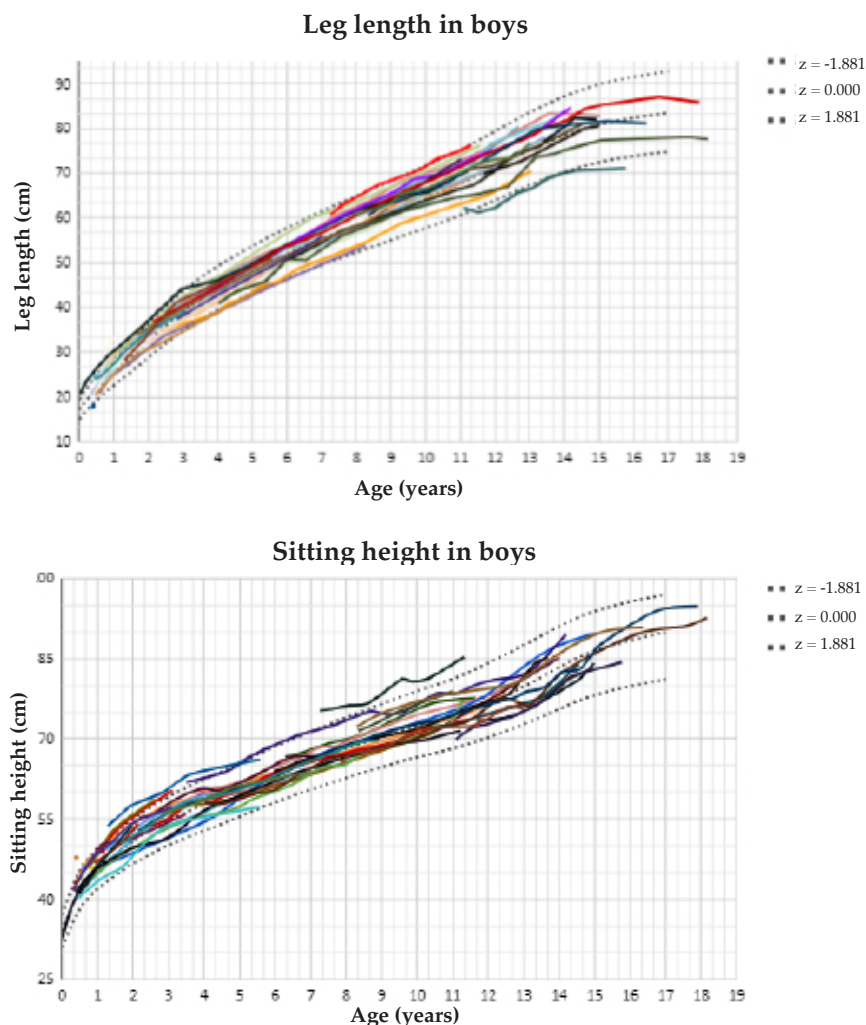 Leg length in boys
z = -1.881
z = 0.000
z = 1.881
90
80
70
60
50
40
30
20
10
Leg length (cm)
0 1 2 3 4 5 6 7 8 9 10 11 12 13 14 15 16 17 18 19
Age (years)
Sitting height in boys
z = -1.881
z = 0.000
z = 1.881
00
85
70
55
40
25
Sitting height (cm)
0 1 2 3 4 5 6 7 8 9 10 11 12 13 14 15 16 17 18 19
Age (years)